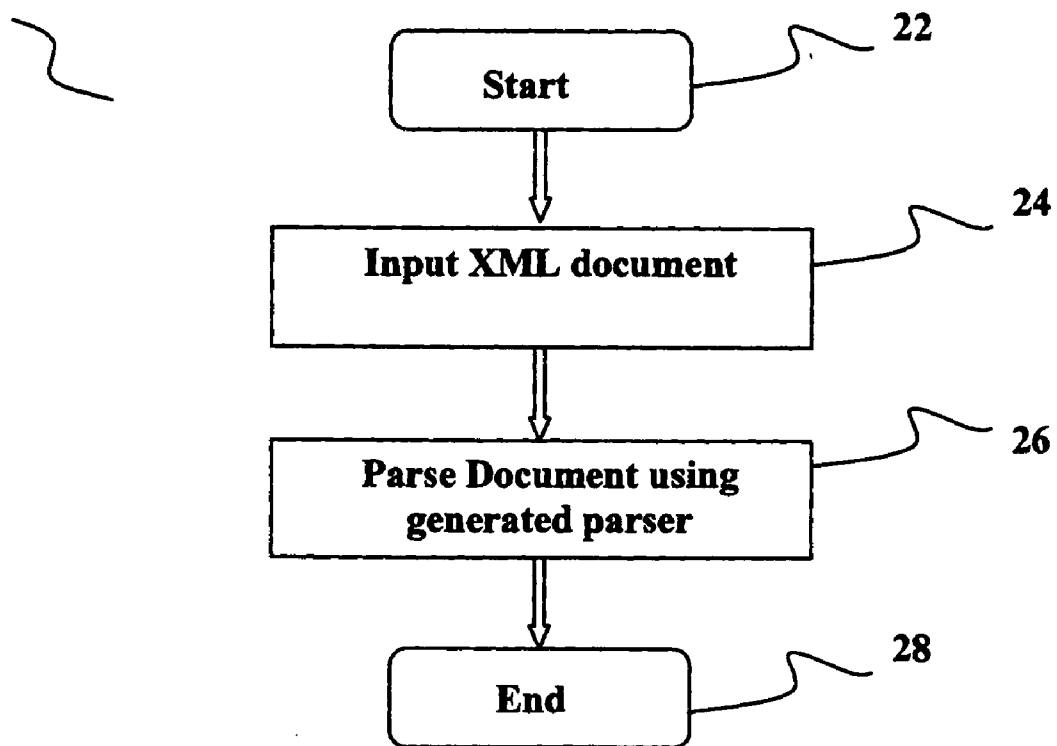 22
Start
24
Input XML document
26
Parse Document using
generated parser
28
End